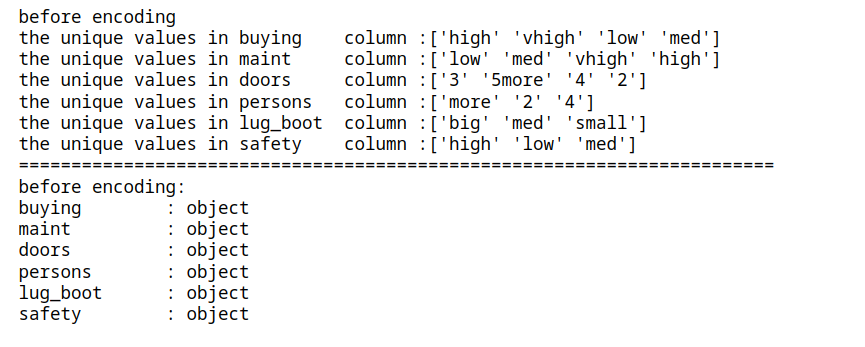 before encoding
the unique values in buying    column :['high' 'vhigh' 'low' 'med']
the unique values in maint     column :['low' 'med' 'vhigh' 'high']
the unique values in doors     column :['3' '5more' '4' '2']
the unique values in persons   column :['more' '2' '4']
the unique values in lug_boot  column :['big' 'med' 'small']
the unique values in safety    column :['high' 'low' 'med']
========================================================================
before encoding:
buying        : object
maint         : object
doors         : object
persons       : object
lug_boot      : object
safety        : object